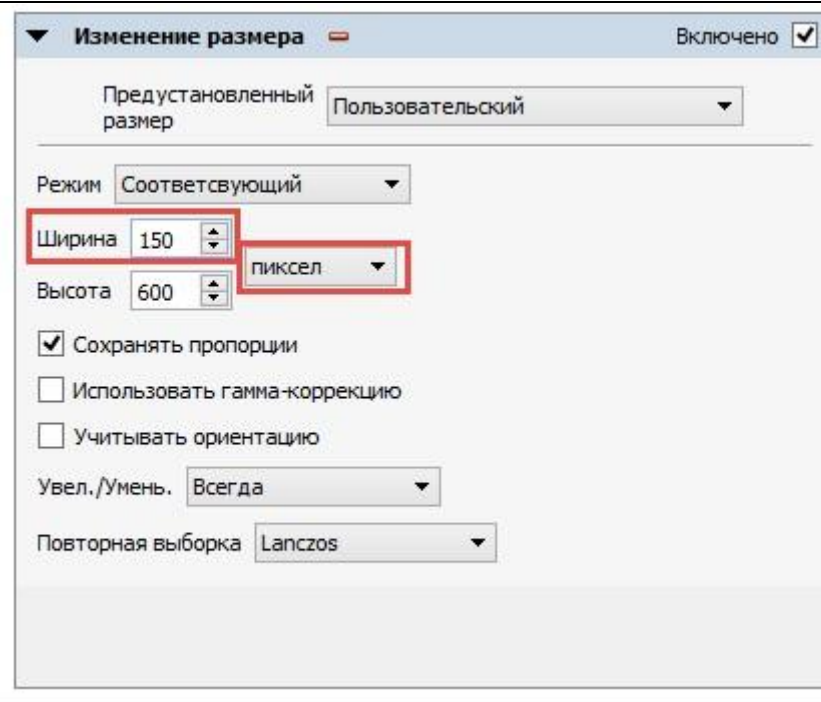 Изменение размера Включено
Предустановленный
размер Пользовательский
Режим Соответсвующий
Ширина 150
пиксел
Высота 600
Сохранять пропорции
Использовать гамма-коррекцию
Учитывать ориентацию
Увел./Умень. Всегда
Повторная выборка Lanczos